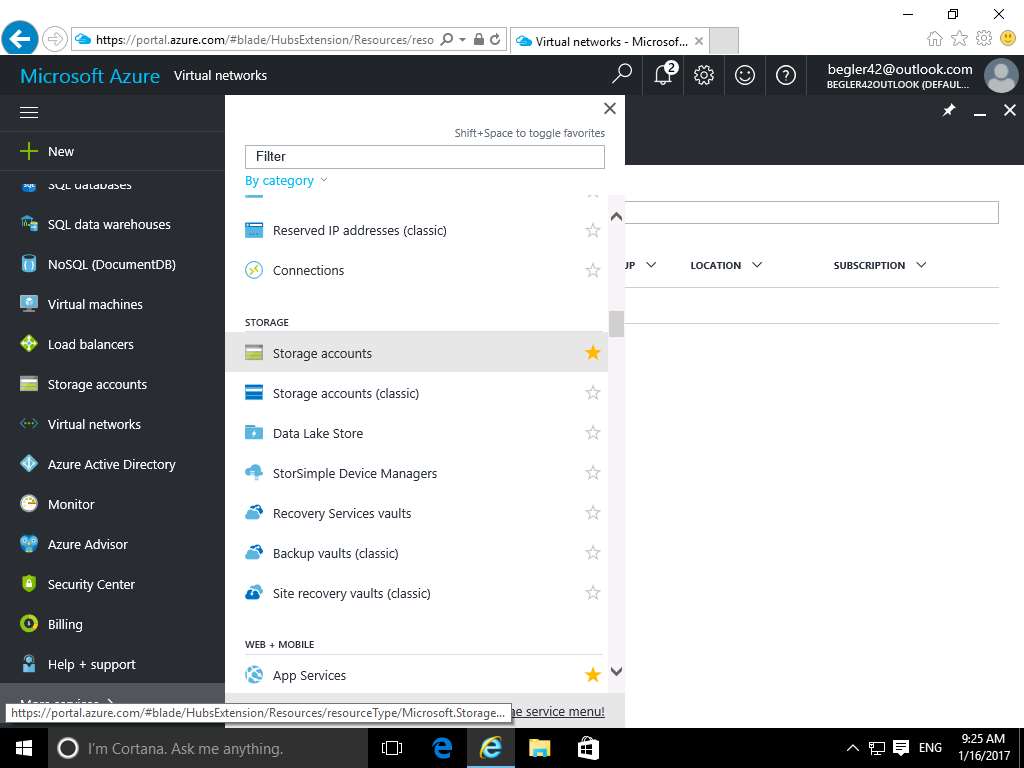 https://portal.azure.com/#blade/HubsExtension/Resources/reso
Virtual networks - Microsof...
Microsoft Azure
Virtual networks
2
begler42@outlook.com
BEGLER42OUTLOOK (DEFAUL...
New
SQL databases
SQL data warehouses
NoSQL (DocumentDB)
Virtual machines
Load balancers
Storage accounts
Virtual networks
Azure Active Directory
Monitor
Azure Advisor
Security Center
Billing
Help + support
More services
Shift+Space to toggle favorites
Filter
By category
Reserved IP addresses (classic)
Connections
STORAGE
Storage accounts
Storage accounts (classic)
Data Lake Store
StorSimple Device Managers
Recovery Services vaults
Backup vaults (classic)
Site recovery vaults (classic)
WEB + MOBILE
App Services
service menu!
UP
LOCATION
SUBSCRIPTION
https://portal.azure.com/#blade/HubsExtension/Resources/resourceType/Microsoft.Storage...
I'm Cortana. Ask me anything.
ENG
9:25 AM
1/16/2017